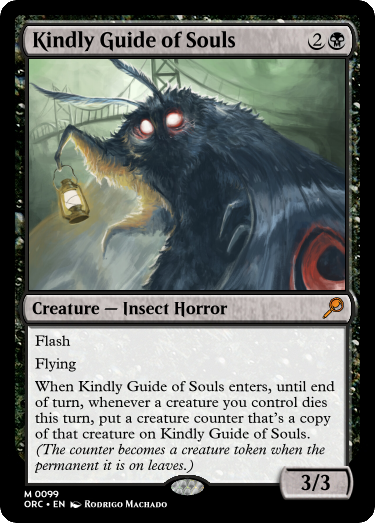 Kindly Guide of Souls 2
Creature — Insect Horror
Flash
Flying
When Kindly Guide of Souls enters, until end
of turn, whenever a creature you control dies
this turn, put a creature counter that's a copy
of that creature on Kindly Guide of Souls.
(The counter becomes a creature token when the
permanent it is on leaves.)
3/3
M 0099
ORC • EN Rodrigo Machado